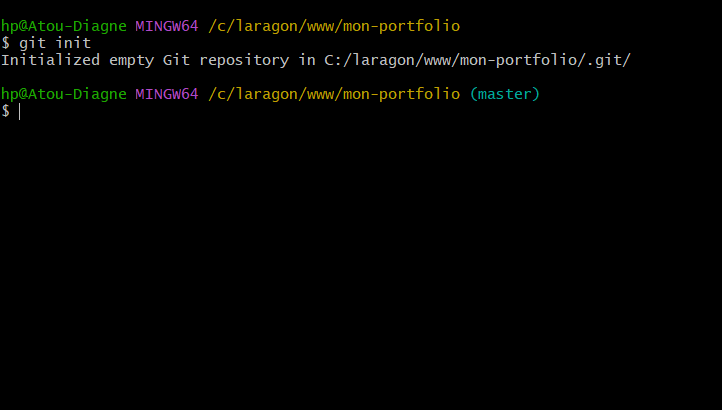 hp@Atou-Diagne MINGW64 /c/laragon/www/mon-portfolio
$ git init
Initialized empty Git repository in C:/laragon/www/mon-portfolio/.git/
hp@Atou-Diagne MINGW64 /c/laragon/www/mon-portfolio (master)
$